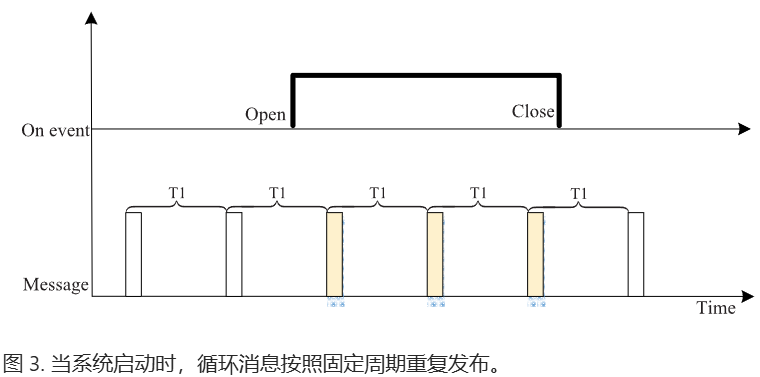 Open
Close
On event
T1 T1 T1 T1 T1
Message
Time
图 3. 当系统启动时，循环消息按照固定周期重复发布。